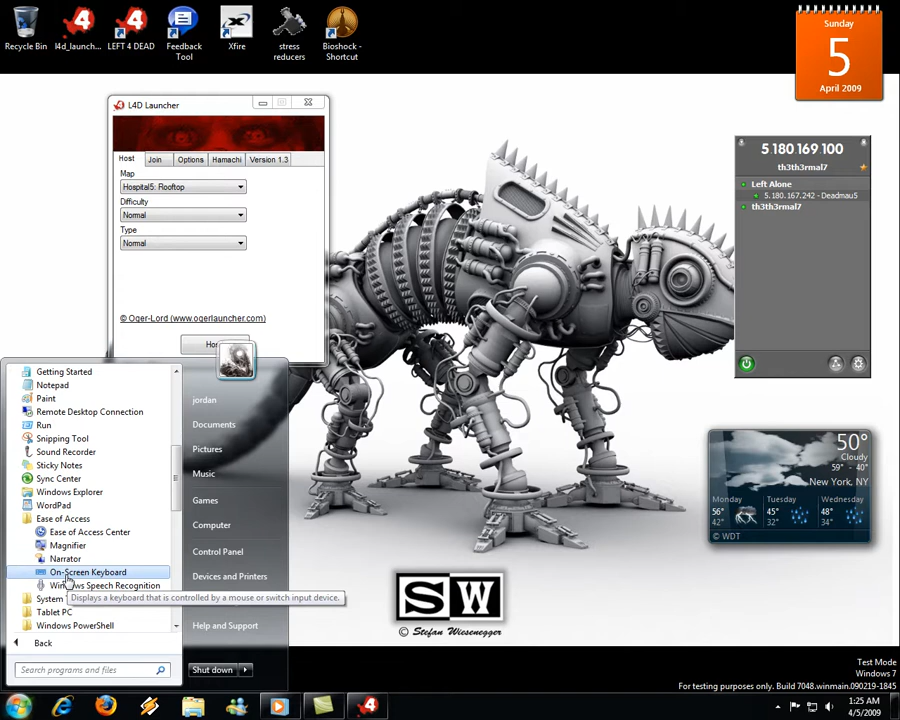 Recycle Bin
l4d_launch...
LEFT 4 DEAD
Feedback Tool
Xfire
stress reducers
Bioshock - Shortcut
Sunday
5
April 2009
L4D Launcher
Host
Join
Options
Hamachi
Version 1.3
Map
Hospital5: Rooftop
Difficulty
Normal
Type
Normal
© Oger-Lord (www.ogerlauncher.com)
5.180.169.100
th3th3rmal7
Left Alone
5.180.167.242 - Deadmau5
th3th3rmal7
50°
Cloudy
59° - 40°
New York, NY
Monday
Tuesday
Wednesday
56°
45°
48°
42°
32°
34°
© WDT
Getting Started
Notepad
Paint
Remote Desktop Connection
Run
Snipping Tool
Sound Recorder
Sticky Notes
Sync Center
Windows Explorer
WordPad
Ease of Access
Ease of Access Center
Magnifier
Narrator
On-Screen Keyboard
Windows Speech Recognition
Displays a keyboard that is controlled by a mouse or switch input device.
System
Tablet PC
Windows PowerShell
Back
Search programs and files
jordan
Documents
Pictures
Music
Games
Computer
Control Panel
Devices and Printers
Help and Support
Shut down
SW
© Stefan Wiesenegger
Test Mode
Windows 7
For testing purposes only. Build 7048.winmain.090219-1845
1:25 AM
4/5/2009